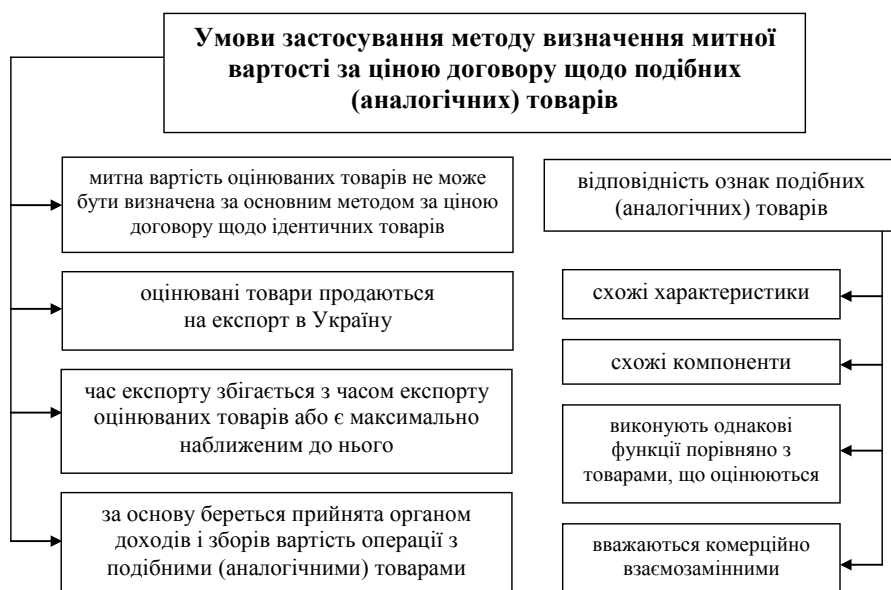 Умови застосування методу визначення митної
вартості за ціною договору щодо подібних
(аналогічних) товарів
митна вартість оцінюваних товарів не може
бути визначена за основним методом за ціною
договору щодо ідентичних товарів
оцінювані товари продаються
на експорт в Україну
час експорту збігається з часом експорту
оцінюваних товарів або є максимально
наближеним до нього
за основу береться прийнята органом
доходів і зборів вартість операції з
подібними (аналогічними) товарами
відповідність ознак подібних
(аналогічних) товарів
схожі характеристики
схожі компоненти
виконують однакові
функції порівняно з
товарами, що оцінюються
вважаються комерційно
взаємозамінними